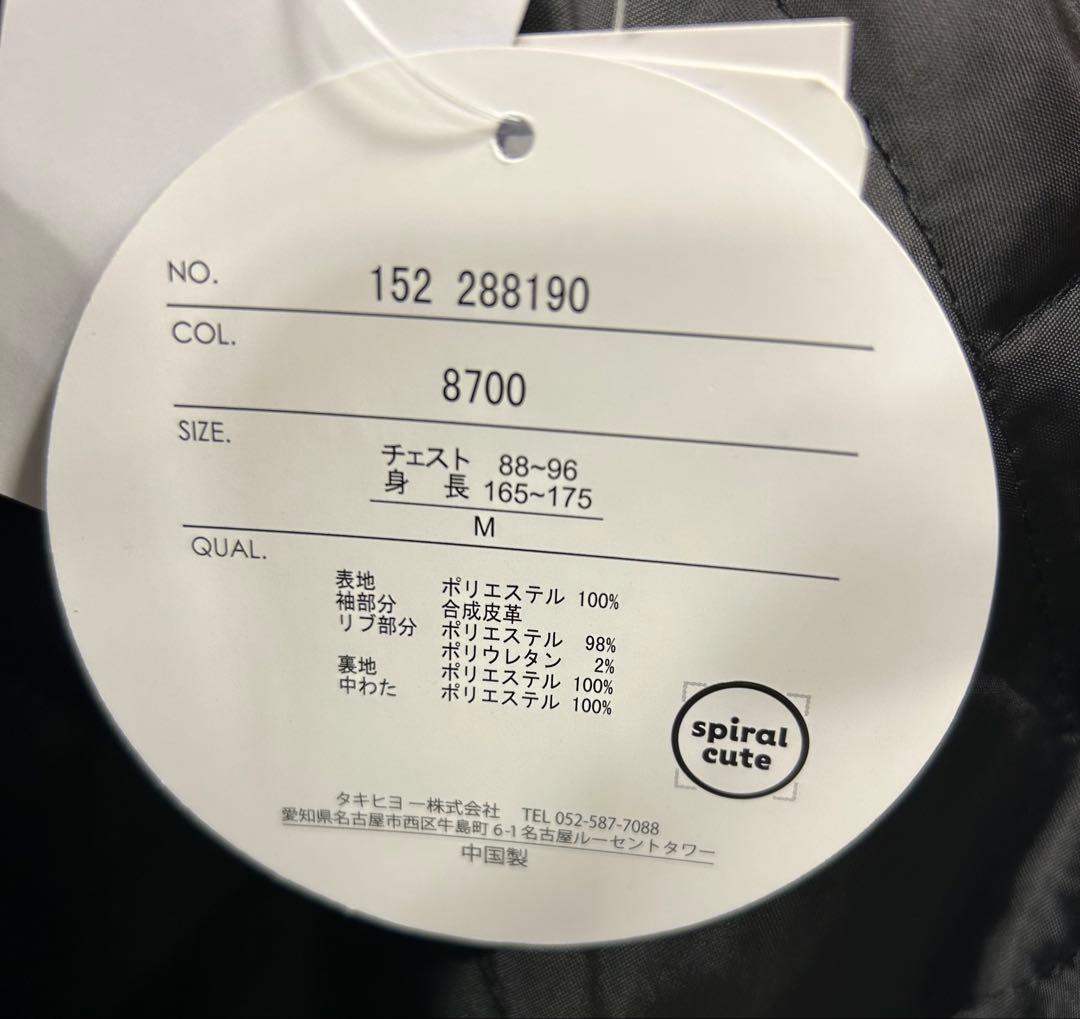 NO. 152 288190
COL. 8700
SIZE. チェスト 88~96
身 長 165~175
M
QUAL.
表地 ポリエステル 100%
袖部分 合成皮革
リブ部分 ポリエステル 98%
ポリウレタン 2%
裏地 ポリエステル 100%
中わた ポリエステル 100%
spiral
cute
タキヒヨー株式会社 TEL 052-587-7088
愛知県名古屋市西区牛島町6-1名古屋ルーセントタワー
中国製